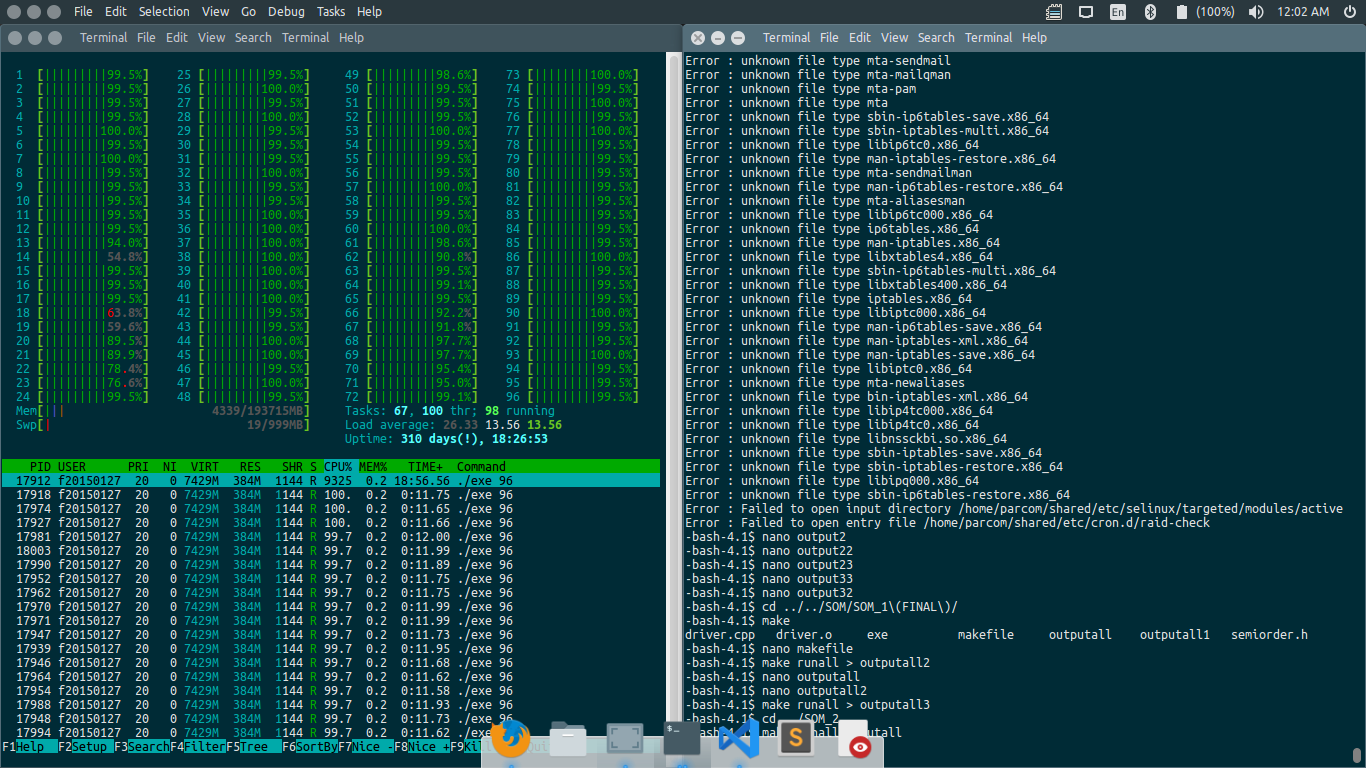 File Edit Selection View Go Debug Tasks Help
En (100%) 12:02 AM
Terminal File Edit View Search Terminal Help
1 [|||||||||99.5%] 25 [|||||||||99.5%] 49 [|||||||||98.6%] 73 [||||||||100.0%]
2 [|||||||||99.5%] 26 [||||||||100.0%] 50 [|||||||||99.5%] 74 [|||||||||99.5%]
3 [|||||||||99.5%] 27 [|||||||||99.5%] 51 [|||||||||99.5%] 75 [||||||||100.0%]
4 [|||||||||99.5%] 28 [||||||||100.0%] 52 [|||||||||99.5%] 76 [|||||||||99.5%]
5 [||||||||100.0%] 29 [||||||||100.0%] 53 [||||||||100.0%] 77 [||||||||100.0%]
6 [|||||||||99.5%] 30 [|||||||||99.5%] 54 [|||||||||99.5%] 78 [|||||||||99.5%]
7 [||||||||100.0%] 31 [|||||||||99.5%] 55 [|||||||||99.5%] 79 [|||||||||99.5%]
8 [|||||||||99.5%] 32 [||||||||100.0%] 56 [|||||||||99.5%] 80 [|||||||||99.5%]
9 [|||||||||99.5%] 33 [|||||||||99.5%] 57 [||||||||100.0%] 81 [|||||||||99.5%]
10 [|||||||||99.5%] 34 [|||||||||99.5%] 58 [|||||||||99.5%] 82 [|||||||||99.5%]
11 [|||||||||99.5%] 35 [||||||||100.0%] 59 [|||||||||99.5%] 83 [|||||||||99.5%]
12 [|||||||||99.5%] 36 [||||||||100.0%] 60 [||||||||100.0%] 84 [|||||||||99.5%]
13 [|||||||||94.0%] 37 [||||||||100.0%] 61 [|||||||||98.6%] 85 [|||||||||99.5%]
14 [||||||||| 54.8%] 38 [||||||||100.0%] 62 [|||||||||90.8%] 86 [||||||||100.0%]
15 [|||||||||99.5%] 39 [||||||||100.0%] 63 [|||||||||99.5%] 87 [|||||||||99.5%]
16 [|||||||||99.5%] 40 [||||||||100.0%] 64 [|||||||||99.1%] 88 [|||||||||99.5%]
17 [|||||||||99.5%] 41 [||||||||100.0%] 65 [|||||||||99.5%] 89 [|||||||||99.5%]
18 [|||||||||63.8%] 42 [|||||||||99.5%] 66 [|||||||||92.2%] 90 [||||||||100.0%]
19 [|||||||||59.6%] 43 [|||||||||99.5%] 67 [|||||||||91.8%] 91 [|||||||||99.5%]
20 [|||||||||89.5%] 44 [||||||||100.0%] 68 [|||||||||97.7%] 92 [|||||||||99.5%]
21 [|||||||||89.9%] 45 [||||||||100.0%] 69 [|||||||||97.7%] 93 [||||||||100.0%]
22 [|||||||||78.4%] 46 [|||||||||99.5%] 70 [|||||||||95.4%] 94 [|||||||||99.5%]
23 [|||||||||76.6%] 47 [||||||||100.0%] 71 [|||||||||95.0%] 95 [|||||||||99.5%]
24 [|||||||||99.5%] 48 [|||||||||99.5%] 72 [|||||||||99.1%] 96 [|||||||||99.5%]
Mem[||| 4339/193715MB] Tasks: 67, 100 thr; 98 running
Swp[| 19/999MB] Load average: 26.33 13.56 13.56
Uptime: 310 days(!), 18:26:53
PID USER PRI NI VIRT RES SHR S CPU% MEM% TIME+ Command
17912 f20150127 20 0 7429M 384M 1144 R 9325 0.2 18:56.56 ./exe 96
17918 f20150127 20 0 7429M 384M 1144 R 100. 0.2 0:11.75 ./exe 96
17974 f20150127 20 0 7429M 384M 1144 R 100. 0.2 0:11.65 ./exe 96
17927 f20150127 20 0 7429M 384M 1144 R 100. 0.2 0:11.66 ./exe 96
17981 f20150127 20 0 7429M 384M 1144 R 99.7 0.2 0:12.00 ./exe 96
18003 f20150127 20 0 7429M 384M 1144 R 99.7 0.2 0:11.99 ./exe 96
17990 f20150127 20 0 7429M 384M 1144 R 99.7 0.2 0:11.89 ./exe 96
17952 f20150127 20 0 7429M 384M 1144 R 99.7 0.2 0:11.75 ./exe 96
17962 f20150127 20 0 7429M 384M 1144 R 99.7 0.2 0:11.75 ./exe 96
17970 f20150127 20 0 7429M 384M 1144 R 99.7 0.2 0:11.99 ./exe 96
17971 f20150127 20 0 7429M 384M 1144 R 99.7 0.2 0:11.99 ./exe 96
17947 f20150127 20 0 7429M 384M 1144 R 99.7 0.2 0:11.73 ./exe 96
17939 f20150127 20 0 7429M 384M 1144 R 99.7 0.2 0:11.95 ./exe 96
17946 f20150127 20 0 7429M 384M 1144 R 99.7 0.2 0:11.68 ./exe 96
17964 f20150127 20 0 7429M 384M 1144 R 99.7 0.2 0:11.62 ./exe 96
17954 f20150127 20 0 7429M 384M 1144 R 99.7 0.2 0:11.58 ./exe 96
17988 f20150127 20 0 7429M 384M 1144 R 99.7 0.2 0:11.93 ./exe 96
17948 f20150127 20 0 7429M 384M 1144 R 99.7 0.2 0:11.73 ./exe 96
17994 f20150127 20 0 7429M 384M 1144 R 99.7 0.2 0:11.62 ./exe
F1Help F2Setup F3Search F4Filter F5Tree F6SortBy F7Nice - F8Nice + F9Kil
Terminal File Edit View Search Terminal Help
Error : unknown file type mta-sendmail
Error : unknown file type mta-mailqman
Error : unknown file type mta-pam
Error : unknown file type mta
Error : unknown file type sbin-ip6tables-save.x86_64
Error : unknown file type sbin-iptables-multi.x86_64
Error : unknown file type libip6tc0.x86_64
Error : unknown file type man-iptables-restore.x86_64
Error : unknown file type mta-sendmailman
Error : unknown file type man-ip6tables-restore.x86_64
Error : unknown file type mta-aliasesman
Error : unknown file type libip6tc000.x86_64
Error : unknown file type ip6tables.x86_64
Error : unknown file type man-iptables.x86_64
Error : unknown file type libxtables4.x86_64
Error : unknown file type sbin-ip6tables-multi.x86_64
Error : unknown file type libxtables400.x86_64
Error : unknown file type iptables.x86_64
Error : unknown file type libiptc000.x86_64
Error : unknown file type man-ip6tables-save.x86_64
Error : unknown file type man-iptables-xml.x86_64
Error : unknown file type man-iptables-save.x86_64
Error : unknown file type libiptc0.x86_64
Error : unknown file type mta-newaliases
Error : unknown file type bin-iptables-xml.x86_64
Error : unknown file type libip4tc000.x86_64
Error : unknown file type libip4tc0.x86_64
Error : unknown file type libnssckbi.so.x86_64
Error : unknown file type sbin-iptables-save.x86_64
Error : unknown file type sbin-iptables-restore.x86_64
Error : unknown file type libipq000.x86_64
Error : unknown file type sbin-ip6tables-restore.x86_64
Error : Failed to open input directory /home/parcom/shared/etc/selinux/targeted/modules/active
Error : Failed to open entry file /home/parcom/shared/etc/cron.d/raid-check
-bash-4.1$ nano output2
-bash-4.1$ nano output22
-bash-4.1$ nano output23
-bash-4.1$ nano output33
-bash-4.1$ nano output32
-bash-4.1$ cd ../../SOM/SOM_1\(FINAL\)/
-bash-4.1$ make
driver.cpp driver.o exe makefile outputall outputall1 semiorder.h
-bash-4.1$ nano makefile
-bash-4.1$ make runall > outputall2
-bash-4.1$ nano outputall
-bash-4.1$ nano outputall2
-bash-4.1$ make runall > outputall3
-bash-4.1$ cd /SOM_2
-bash-4.1$